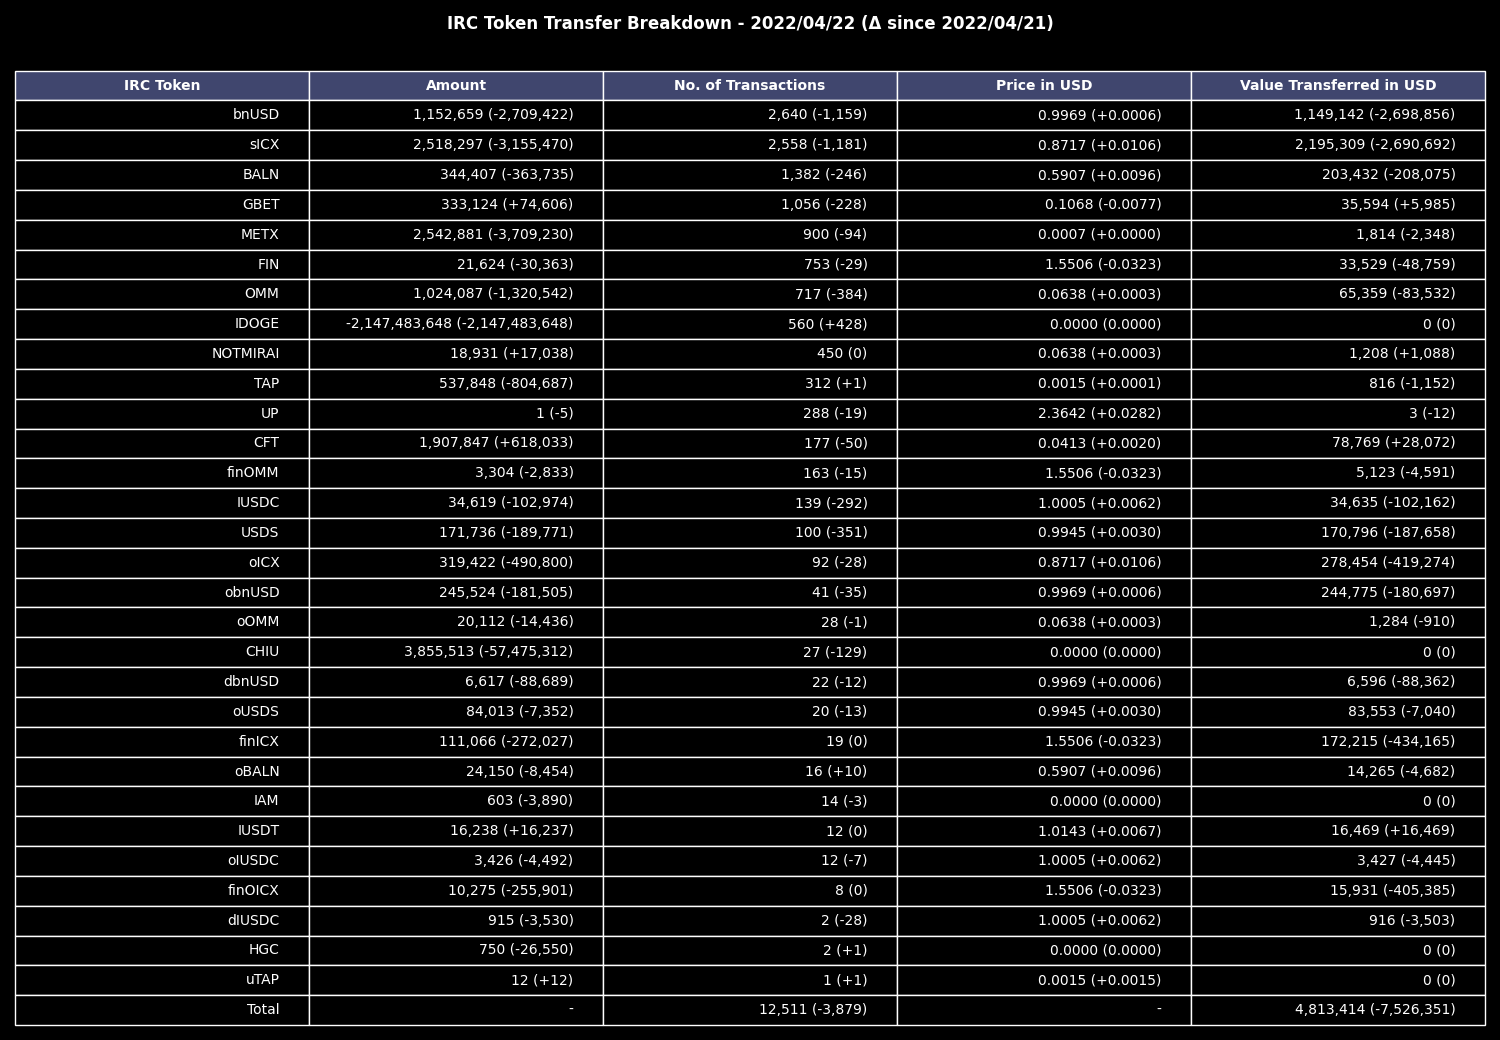 IRC Token Transfer Breakdown - 2022/04/22 (Δ since 2022/04/21)
IRC Token Amount No. of Transactions Price in USD Value Transferred in USD
bnUSD 1,152,659 (-2,709,422) 2,640 (-1,159) 0.9969 (+0.0006) 1,149,142 (-2,698,856)
sICX 2,518,297 (-3,155,470) 2,558 (-1,181) 0.8717 (+0.0106) 2,195,309 (-2,690,692)
BALN 344,407 (-363,735) 1,382 (-246) 0.5907 (+0.0096) 203,432 (-208,075)
GBET 333,124 (+74,606) 1,056 (-228) 0.1068 (-0.0077) 35,594 (+5,985)
METX 2,542,881 (-3,709,230) 900 (-94) 0.0007 (+0.0000) 1,814 (-2,348)
FIN 21,624 (-30,363) 753 (-29) 1.5506 (-0.0323) 33,529 (-48,759)
OMM 1,024,087 (-1,320,542) 717 (-384) 0.0638 (+0.0003) 65,359 (-83,532)
IDOGE -2,147,483,648 (-2,147,483,648) 560 (+428) 0.0000 (0.0000) 0 (0)
NOTMIRAI 18,931 (+17,038) 450 (0) 0.0638 (+0.0003) 1,208 (+1,088)
TAP 537,848 (-804,687) 312 (+1) 0.0015 (+0.0001) 816 (-1,152)
UP 1 (-5) 288 (-19) 2.3642 (+0.0282) 3 (-12)
CFT 1,907,847 (+618,033) 177 (-50) 0.0413 (+0.0020) 78,769 (+28,072)
finOMM 3,304 (-2,833) 163 (-15) 1.5506 (-0.0323) 5,123 (-4,591)
IUSDC 34,619 (-102,974) 139 (-292) 1.0005 (+0.0062) 34,635 (-102,162)
USDS 171,736 (-189,771) 100 (-351) 0.9945 (+0.0030) 170,796 (-187,658)
oICX 319,422 (-490,800) 92 (-28) 0.8717 (+0.0106) 278,454 (-419,274)
obnUSD 245,524 (-181,505) 41 (-35) 0.9969 (+0.0006) 244,775 (-180,697)
oOMM 20,112 (-14,436) 28 (-1) 0.0638 (+0.0003) 1,284 (-910)
CHIU 3,855,513 (-57,475,312) 27 (-129) 0.0000 (0.0000) 0 (0)
dbnUSD 6,617 (-88,689) 22 (-12) 0.9969 (+0.0006) 6,596 (-88,362)
oUSDS 84,013 (-7,352) 20 (-13) 0.9945 (+0.0030) 83,553 (-7,040)
finICX 111,066 (-272,027) 19 (0) 1.5506 (-0.0323) 172,215 (-434,165)
oBALN 24,150 (-8,454) 16 (+10) 0.5907 (+0.0096) 14,265 (-4,682)
IAM 603 (-3,890) 14 (-3) 0.0000 (0.0000) 0 (0)
IUSDT 16,238 (+16,237) 12 (0) 1.0143 (+0.0067) 16,469 (+16,469)
oIUSDC 3,426 (-4,492) 12 (-7) 1.0005 (+0.0062) 3,427 (-4,445)
finOICX 10,275 (-255,901) 8 (0) 1.5506 (-0.0323) 15,931 (-405,385)
dIUSDC 915 (-3,530) 2 (-28) 1.0005 (+0.0062) 916 (-3,503)
HGC 750 (-26,550) 2 (+1) 0.0000 (0.0000) 0 (0)
uTAP 12 (+12) 1 (+1) 0.0015 (+0.0015) 0 (0)
Total - 12,511 (-3,879) - 4,813,414 (-7,526,351)